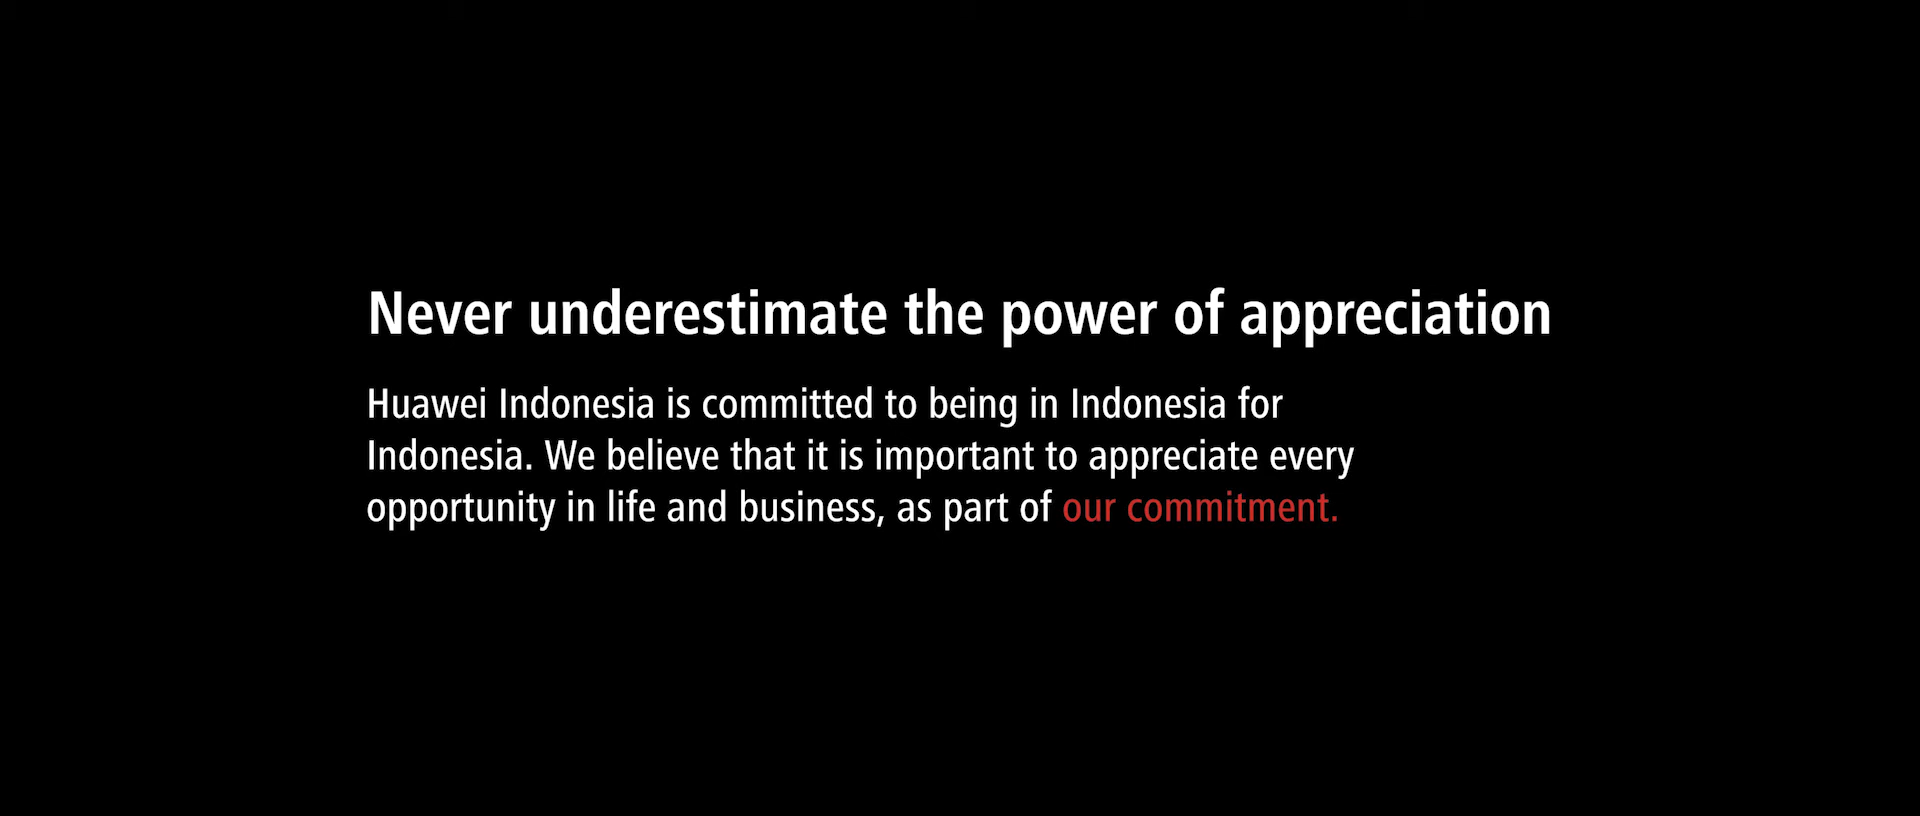 Never underestimate the power of appreciation
Huawei Indonesia is committed to being in Indonesia for
Indonesia. We believe that it is important to appreciate every
opportunity in life and business, as part of our commitment.